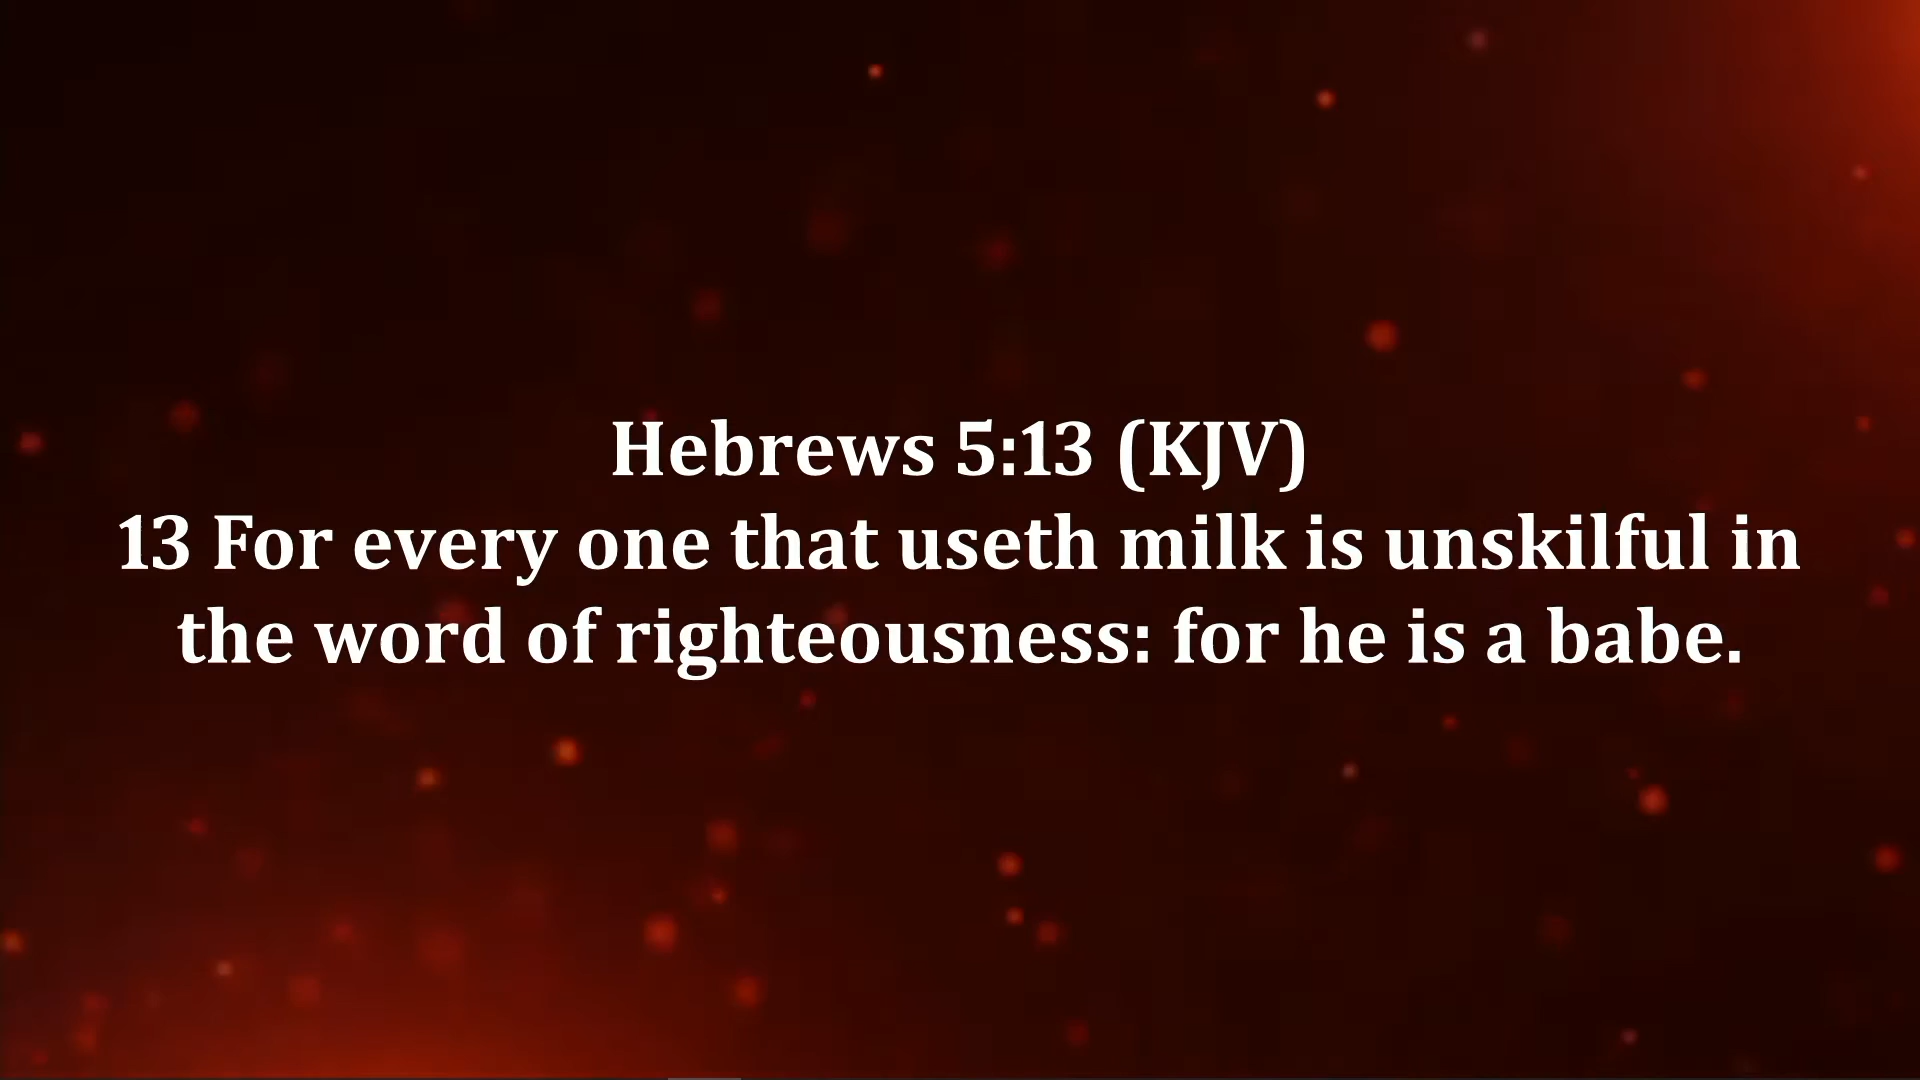 Hebrews 5:13 (KJV)
13 For every one that useth milk is unskilful in
the word of righteousness: for he is a babe.